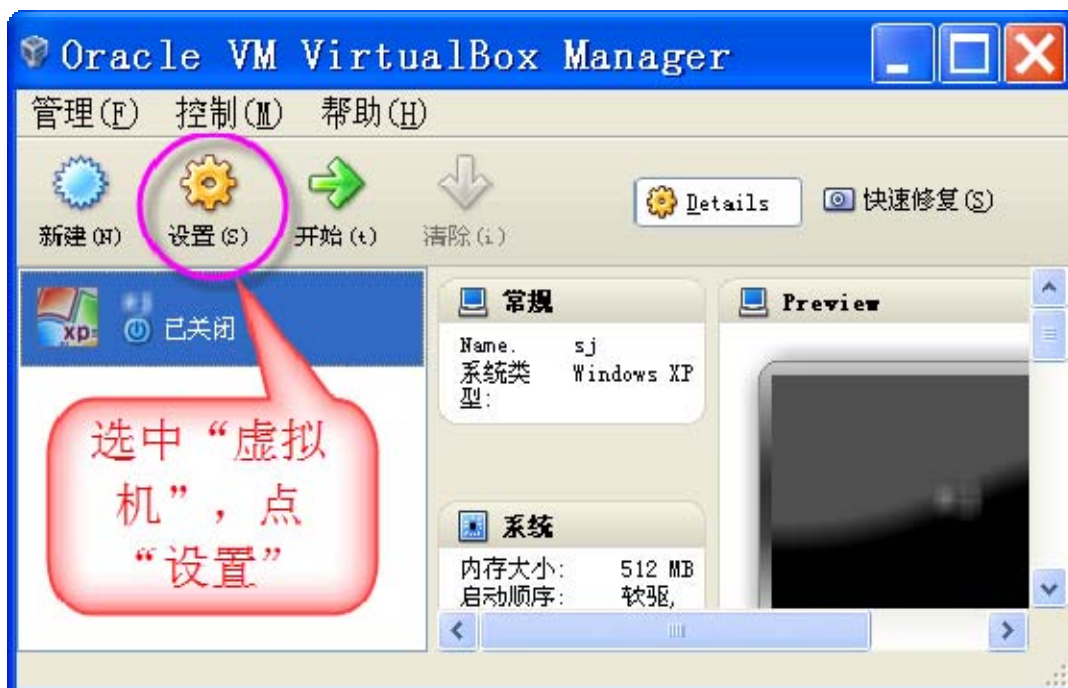 Oracle VM VirtualBox Manager
管理(F) 控制(M) 帮助(H)
新建(N) 设置(S) 开始(t) 清除(i) Details 快速修复(S)
xp
已关闭
常规
Name. sj
系统类型: Windows XP
Preview
选中“虚拟
机”，点
“设置”
系统
内存大小: 512 MB
启动顺序: 软驱,